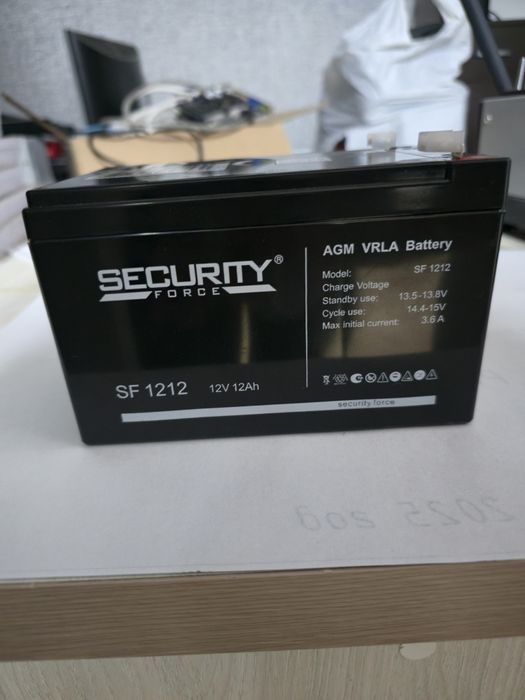 SECURITY®
FORCE
SF 1212 12V 12Ah
AGM VRLA Battery
Model: SF 1212
Charge Voltage
Standby use: 13.5-13.8V
Cycle use: 14.4-15V
Max initial current: 3.6 A
security force
2025